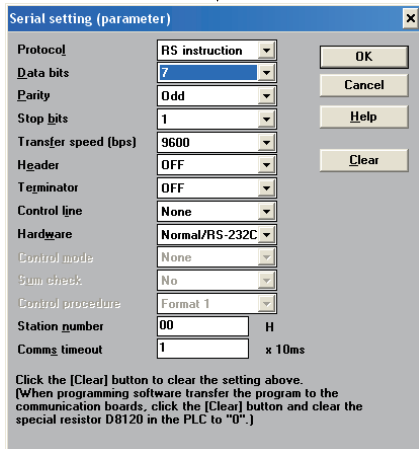 Serial setting (parameter)
Protocol RS instruction OK
Data bits 7
Cancel
Parity Odd
Stop bits 1 Help
Transfer speed (bps) 9600
Header OFF Clear
Terminator OFF
Control line None
Hardware Normal/RS-232C
Control mode None
Sum check No
Control procedure Format 1
Station number 00 H
Comms timeout 1 x 10ms
Click the [Clear] button to clear the setting above.
(When programming software transfer the program to the
communication boards, click the [Clear] button and clear the
special resistor D8120 in the PLC to "0".)